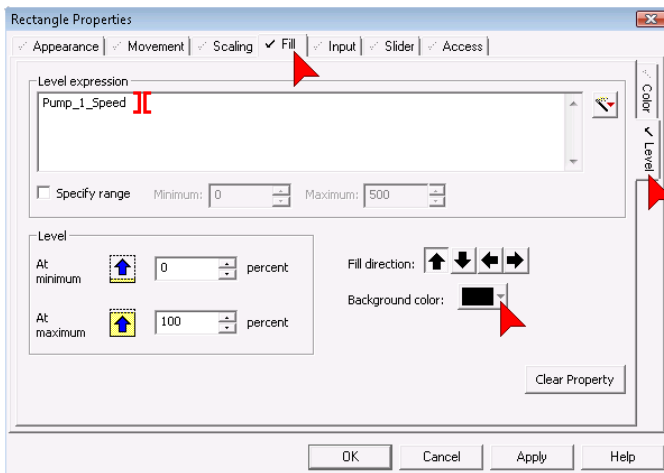 Rectangle Properties
Appearance Movement Scaling Fill Input Slider Access
Level expression
Pump_1_Speed
Specify range Minimum: 0 Maximum: 500
Color
Level
Level
At minimum 0 percent
At maximum 100 percent
Fill direction:
Background color:
Clear Property
OK Cancel Apply Help